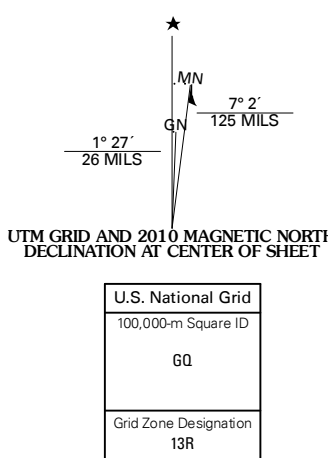 ★
MN
7° 2´
125 MILS
GN
1° 27´
26 MILS
UTM GRID AND 2010 MAGNETIC NORTH
DECLINATION AT CENTER OF SHEET
U.S. National Grid
100,000-m Square ID
GQ
Grid Zone Designation
13R